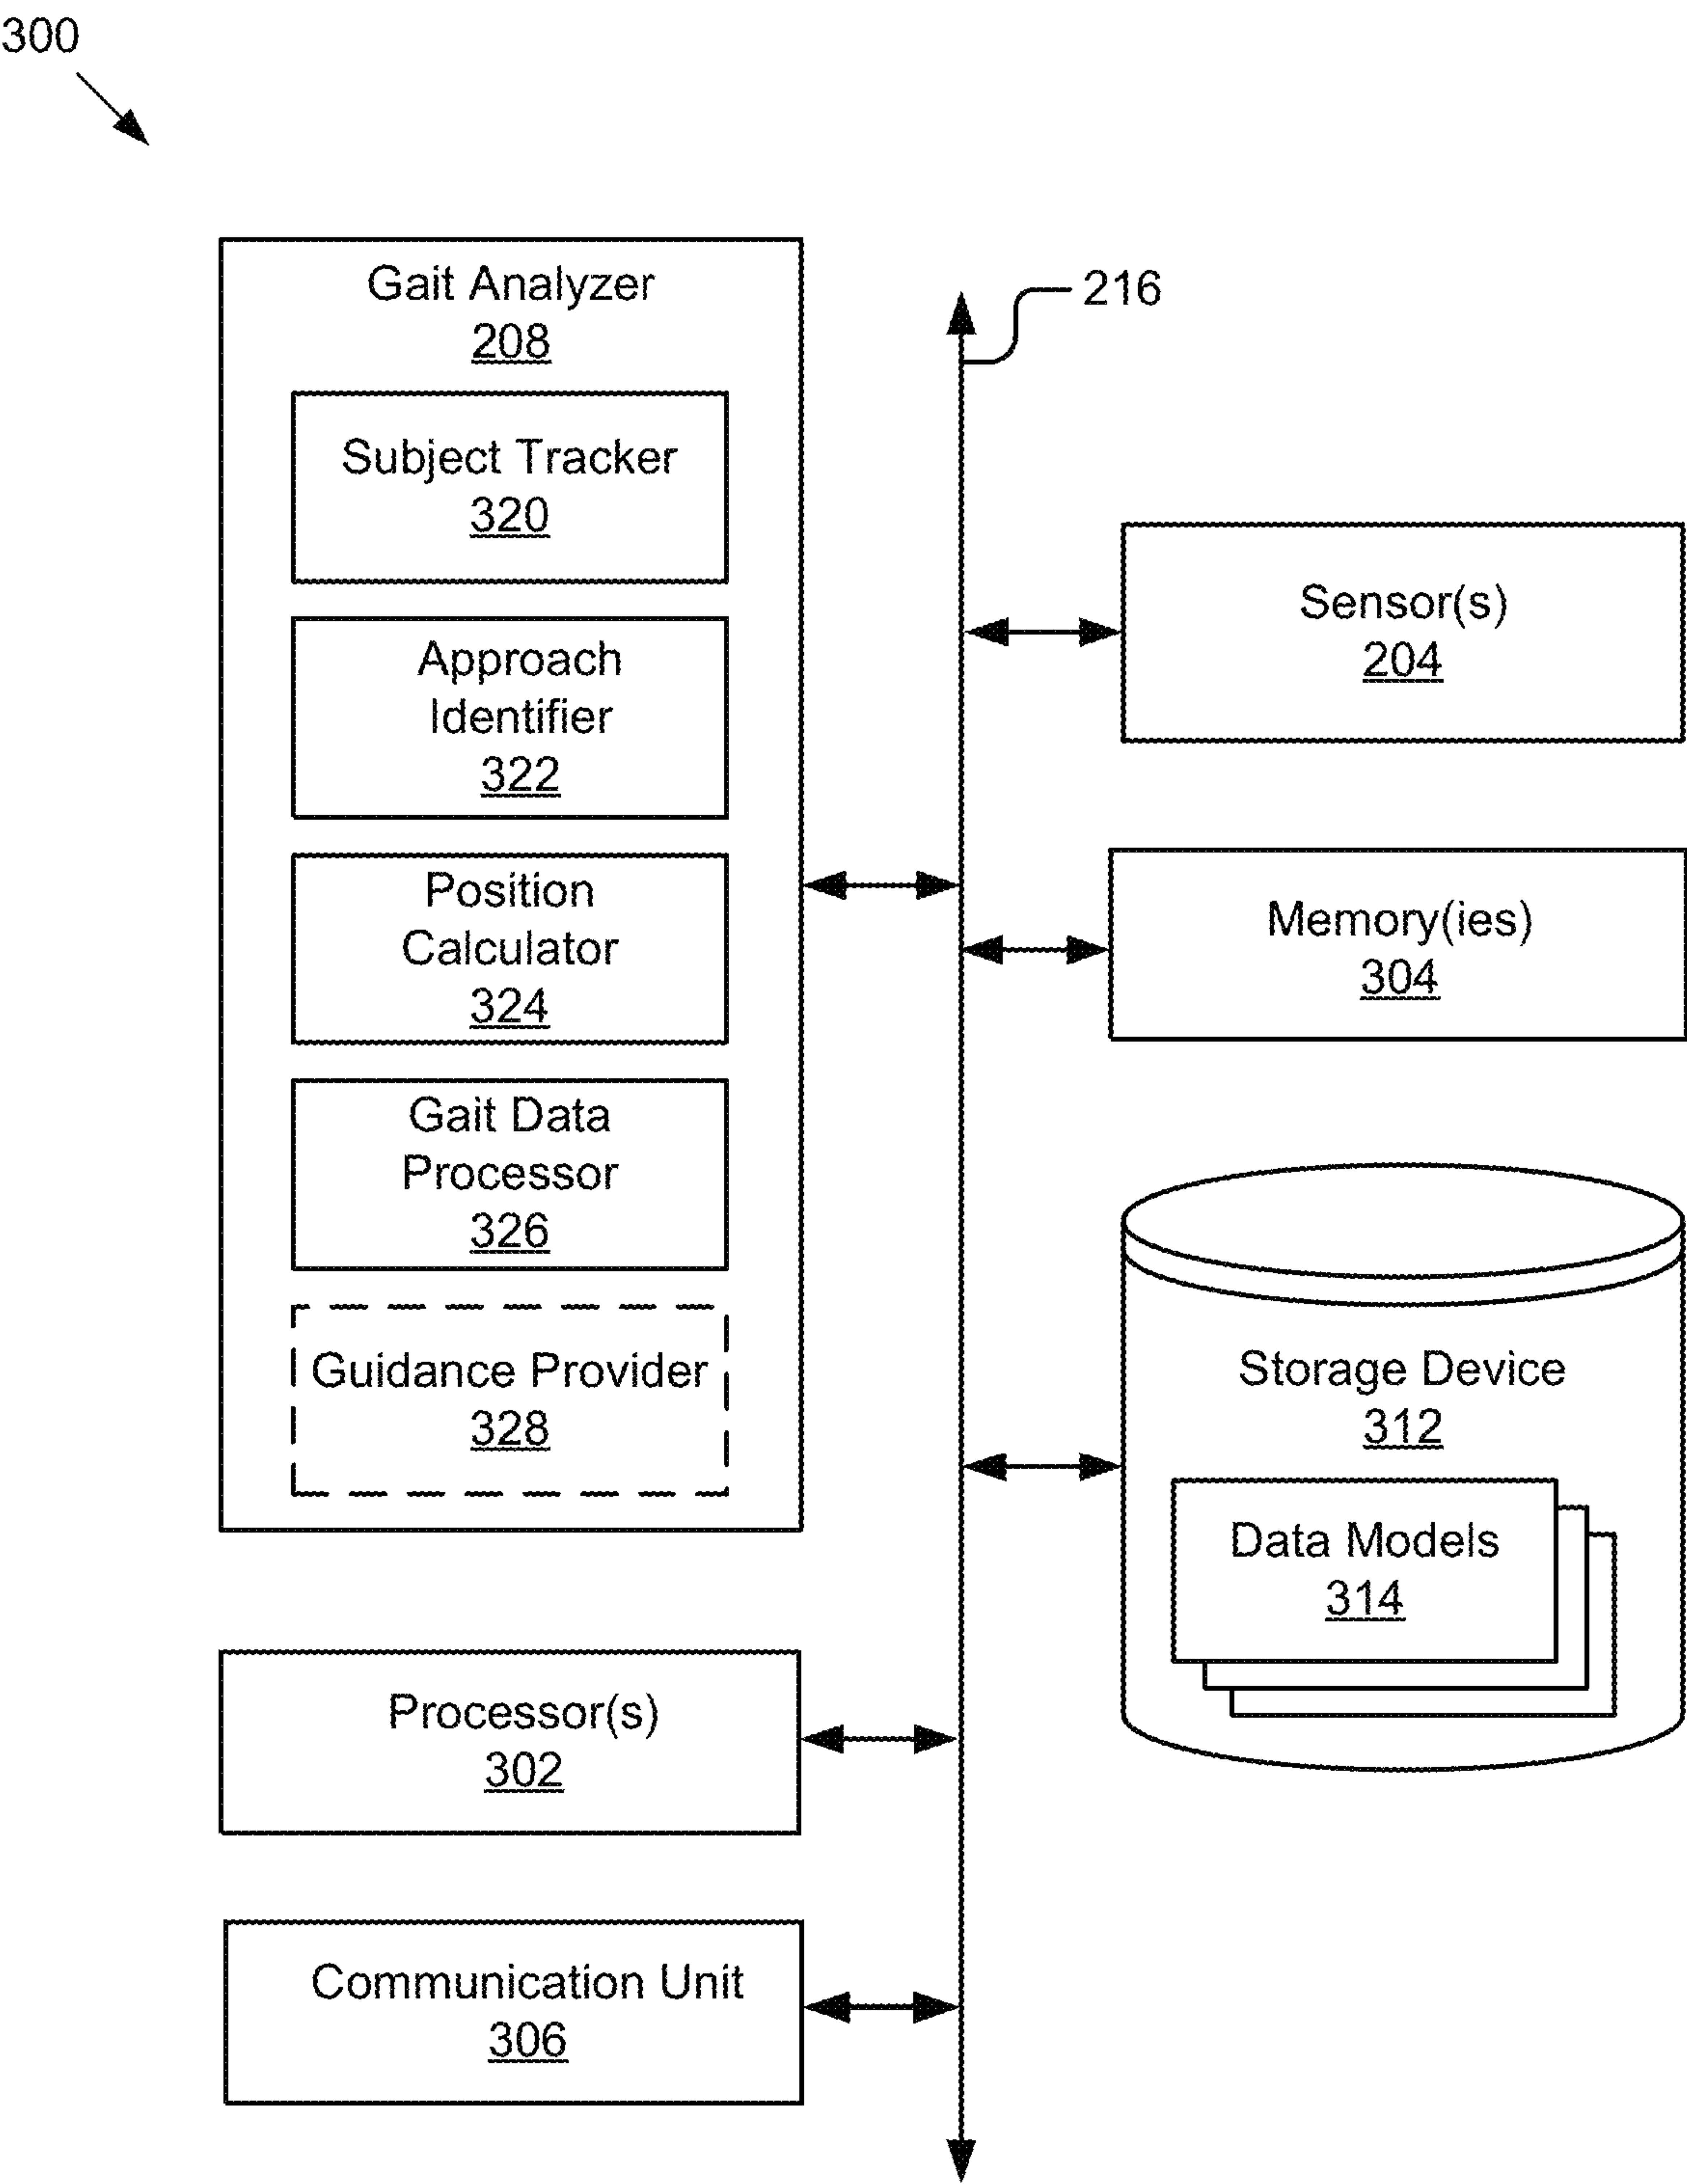 300
Gait Analyzer
208
Subject Tracker
320
Approach
Identifier
322
Position
Calculator
324
Gait Data
Processor
326
Guidance Provider
328
Processor(s)
302
Communication Unit
306
216
Sensor(s)
204
Memory(ies)
304
Storage Device
312
Data Models
314